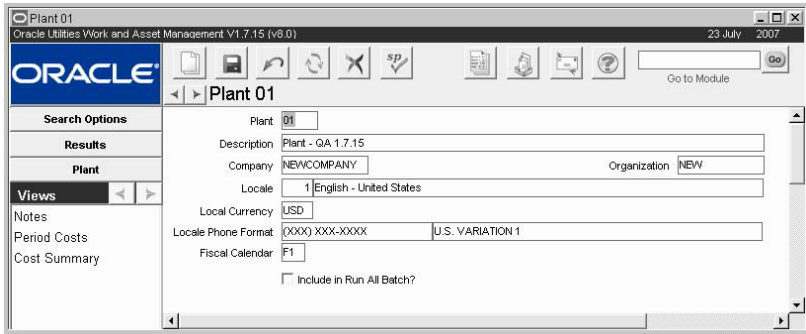 Plant 01
Oracle Utilities Work and Asset Management V1.7.15 (v8.0)
23 July 2007
ORACLE
sp
Go
Go to Module
Plant 01
Search Options
Results
Plant
Views
Notes
Period Costs
Cost Summary
Plant 01
Description Plant - QA 1.7.15
Company NEWCOMPANY Organization NEW
Locale 1 English - United States
Local Currency USD
Locale Phone Format (XXX) XXX-XXXX U.S. VARIATION 1
Fiscal Calendar F1
Include in Run All Batch?